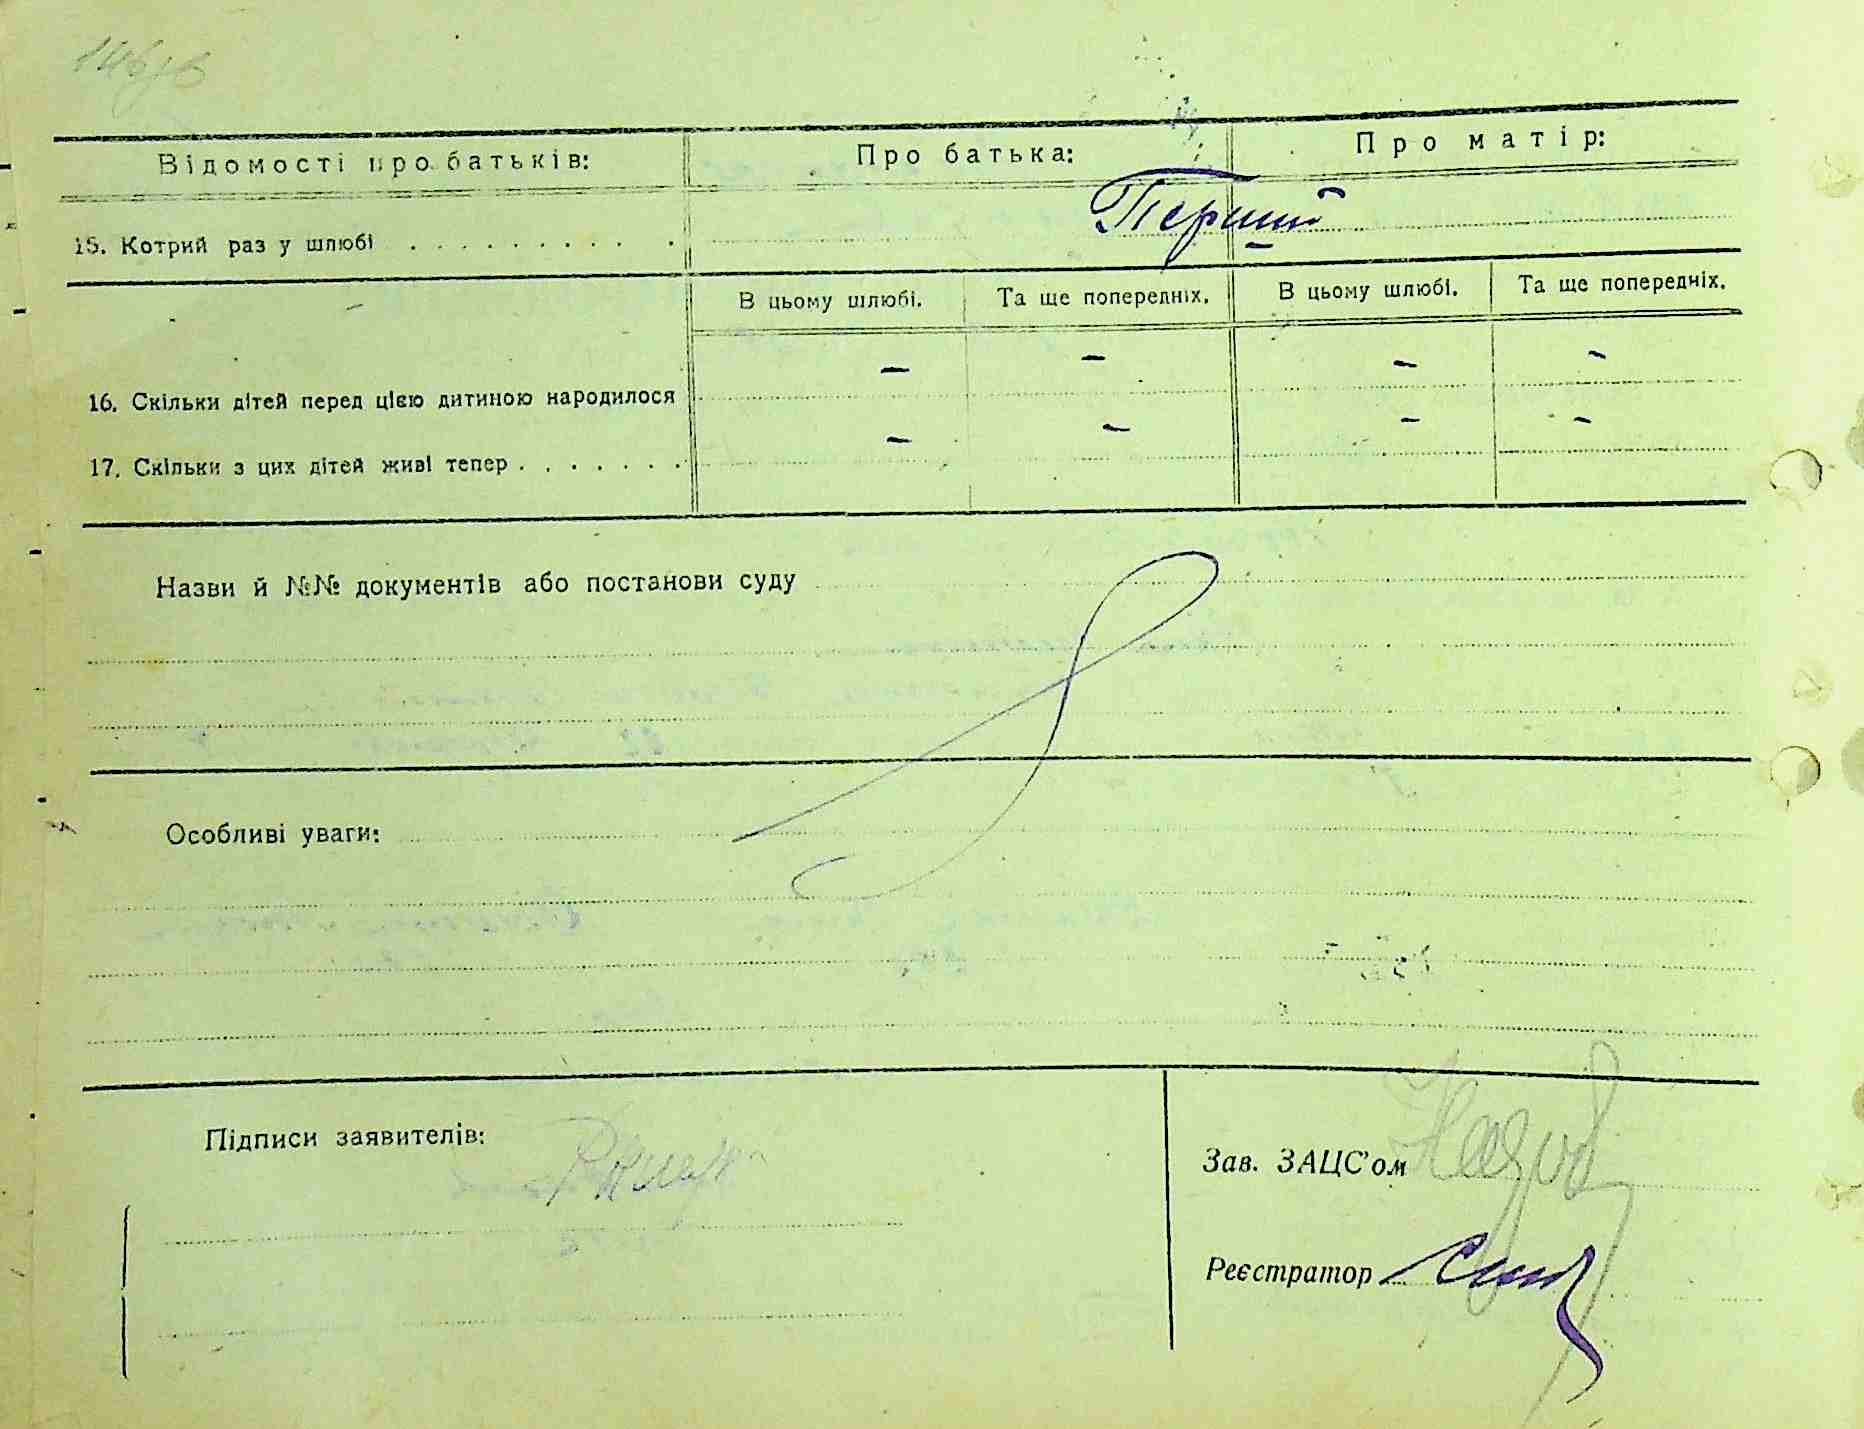 Відомості про батьків: Про батька: Про матір:
15. Котрий раз у шлюбі . . . . . . . . . . Перший
В цьому шлюбі. Та ще попередніх. В цьому шлюбі. Та ще попередніх.
16. Скільки дітей перед цією дитиною народилося – – – –
17. Скільки з цих дітей живі тепер . . . . . . . – – – –
Назви й №№ документів або постанови суду
Особливі уваги:
Підписи заявителів:
Зав. ЗАЦС'ом
Реєстратор